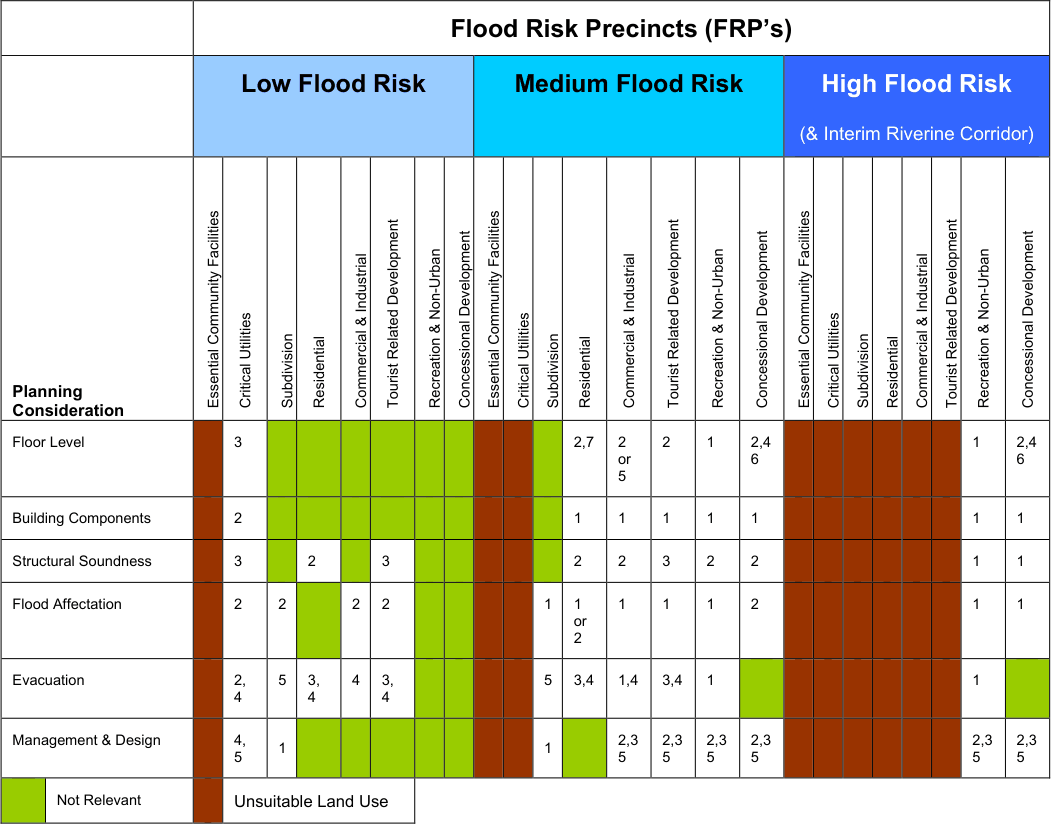 Flood Risk Precincts (FRP’s)
Low Flood Risk
Medium Flood Risk
High Flood Risk
(& Interim Riverine Corridor)
Planning
Consideration
Essential Community Facilities
Critical Utilities
Subdivision
Residential
Commercial & Industrial
Tourist Related Development
Recreation & Non-Urban
Concessional Development
Essential Community Facilities
Critical Utilities
Subdivision
Residential
Commercial & Industrial
Tourist Related Development
Recreation & Non-Urban
Concessional Development
Essential Community Facilities
Critical Utilities
Subdivision
Residential
Commercial & Industrial
Tourist Related Development
Recreation & Non-Urban
Concessional Development
Floor Level
3
2,7
2
or
5
2
1
2,4
6
1
2,4
6
Building Components
2
1
1
1
1
1
1
1
Structural Soundness
3
2
3
2
2
3
2
2
1
1
Flood Affectation
2
2
2
2
1
1
or
2
1
1
1
2
1
1
Evacuation
2,
4
5
3,
4
4
3,
4
5
3,4
1,4
3,4
1
1
Management & Design
4,
5
1
1
2,3
5
2,3
5
2,3
5
2,3
5
2,3
5
2,3
5
Not Relevant
Unsuitable Land Use